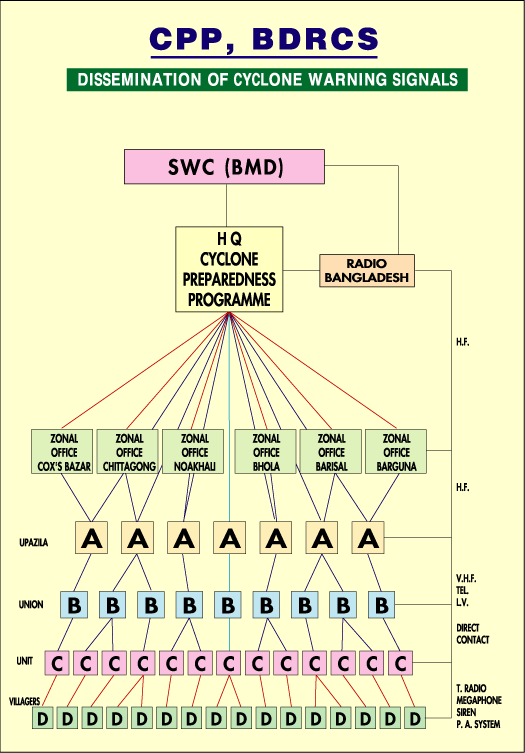 CPP, BDRCS
DISSEMINATION OF CYCLONE WARNING SIGNALS
SWC (BMD)
H Q
CYCLONE
PREPAREDNESS
PROGRAMME
RADIO
BANGLADESH
H.F.
ZONAL
OFFICE
COX'S BAZAR
ZONAL
OFFICE
CHITTAGONG
ZONAL
OFFICE
NOAKHALI
ZONAL
OFFICE
BHOLA
ZONAL
OFFICE
BARISAL
ZONAL
OFFICE
BARGUNA
H.F.
UPAZILA A A A A A A A
V.H.F.
TEL.
L.V.
UNION B B B B B B B B B
DIRECT
CONTACT
UNIT C C C C C C C C C C C C C
VILLAGERS D D D D D D D D D D D D D D D D
T. RADIO
MEGAPHONE
SIREN
P. A. SYSTEM